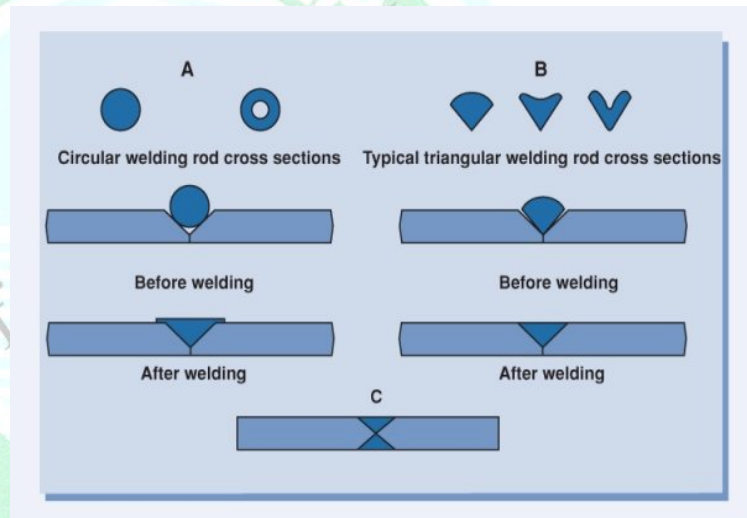 A
B
Circular welding rod cross sections
Typical triangular welding rod cross sections
Before welding
Before welding
After welding
After welding
C